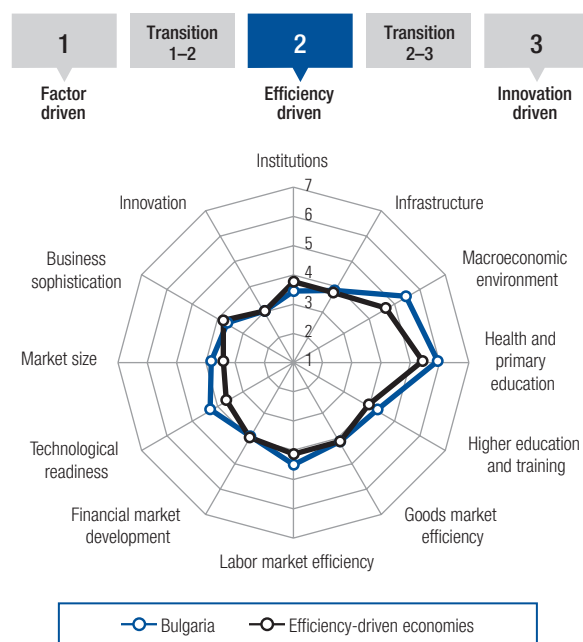 1
Transition
1–2
2
Transition
2–3
3
Factor
driven
Efficiency
driven
Innovation
driven
Institutions
7
6
5
4
3
2
1
Infrastructure
Macroeconomic
environment
Health and
primary
education
Higher education
and training
Goods market
efficiency
Labor market efficiency
Financial market
development
Technological
readiness
Market size
Business
sophistication
Innovation
Bulgaria
Efficiency-driven economies